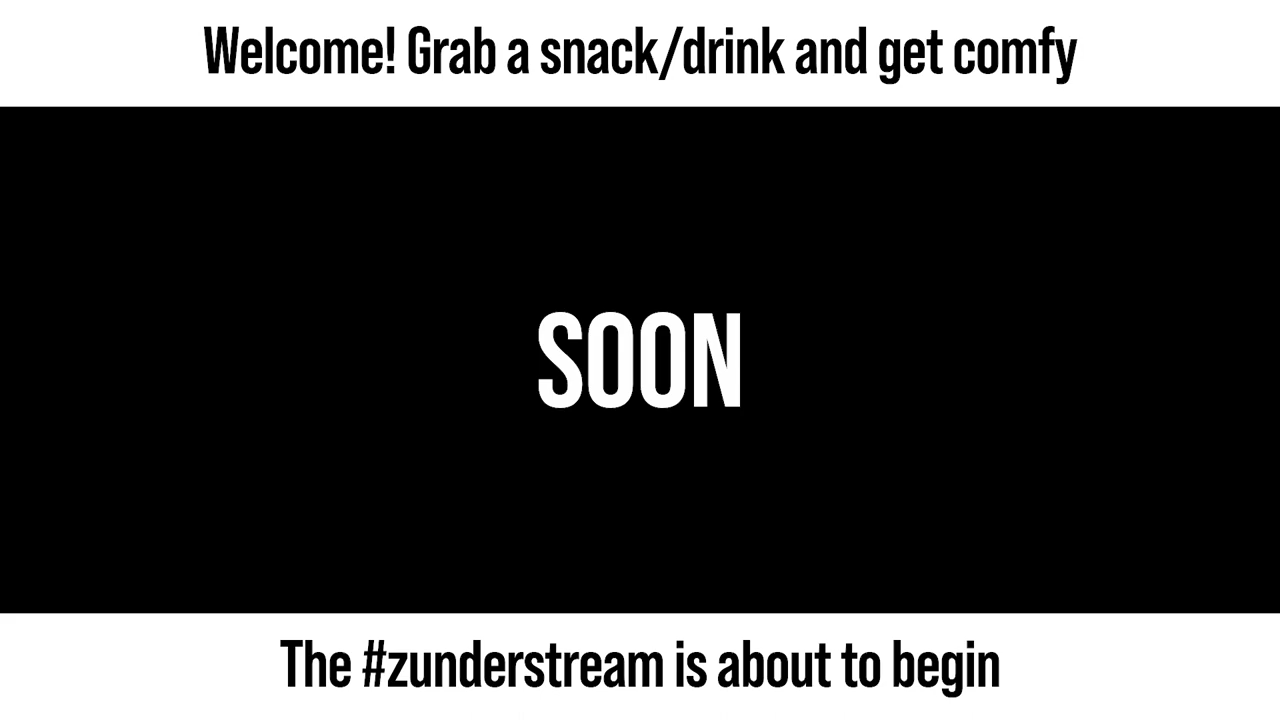 Welcome! Grab a snack/drink and get comfy
SOON
The #zunderstream is about to begin